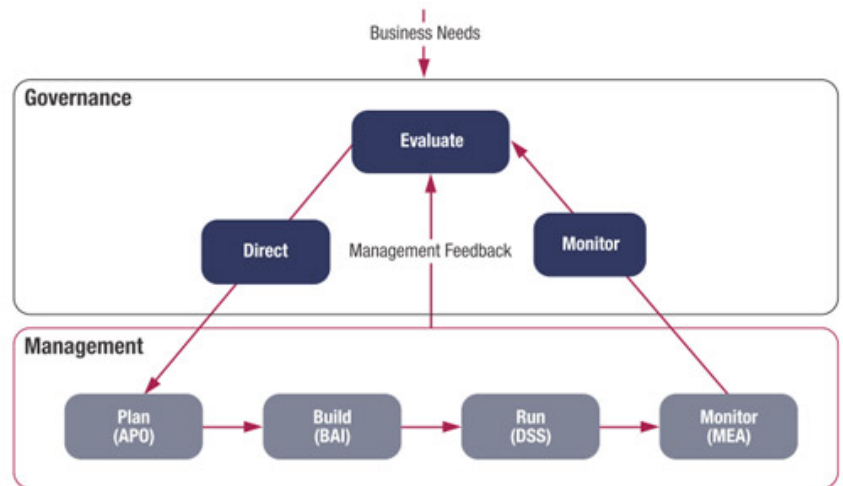 Business Needs
Governance
Evaluate
Direct
Management Feedback
Monitor
Management
Plan
(APO)
Build
(BAI)
Run
(DSS)
Monitor
(MEA)